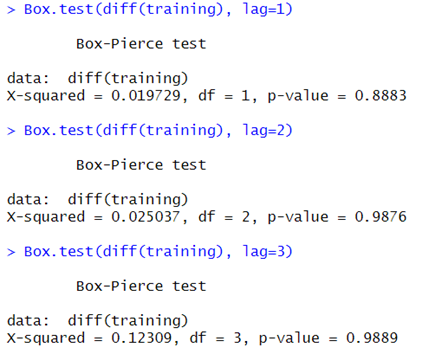 > Box.test(diff(training), lag=1)
Box-Pierce test
data:  diff(training)
X-squared = 0.019729, df = 1, p-value = 0.8883
> Box.test(diff(training), lag=2)
Box-Pierce test
data:  diff(training)
X-squared = 0.025037, df = 2, p-value = 0.9876
> Box.test(diff(training), lag=3)
Box-Pierce test
data:  diff(training)
X-squared = 0.12309, df = 3, p-value = 0.9889